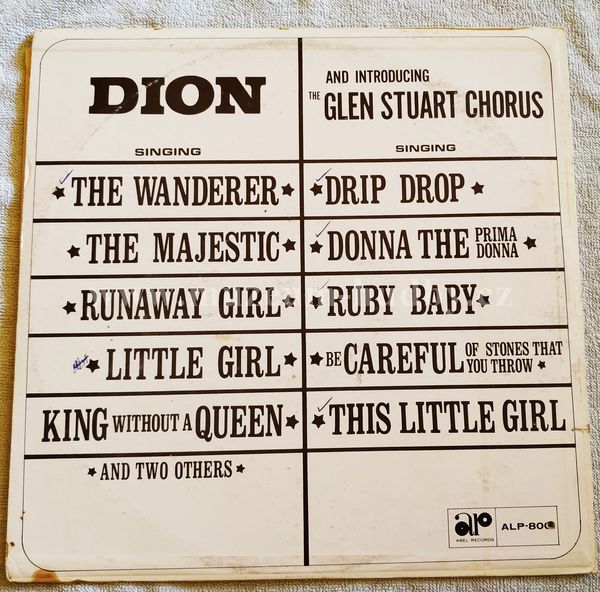 DION
SINGING
THE WANDERER
THE MAJESTIC
RUNAWAY GIRL
LITTLE GIRL
KING WITHOUT A QUEEN
AND TWO OTHERS
AND INTRODUCING
THE GLEN STUART CHORUS
SINGING
DRIP DROP
DONNA THE PRIMA DONNA
RUBY BABY
BE CAREFUL OF STONES THAT YOU THROW
THIS LITTLE GIRL
ALP-800
ABEL RECORDS